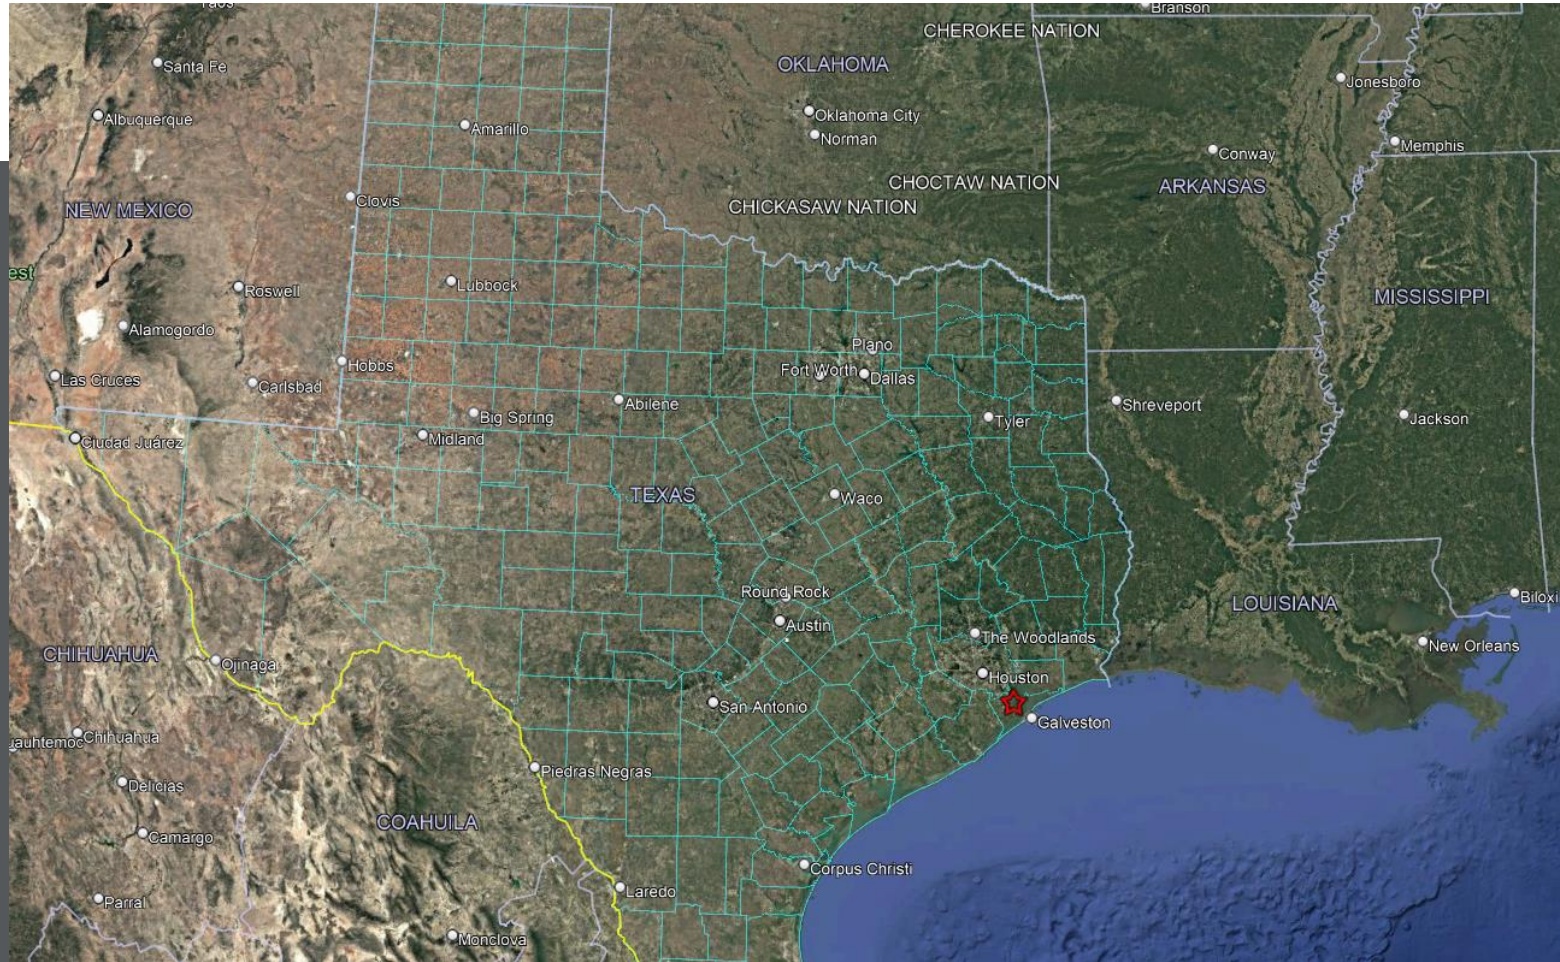 Branson
CHEROKEE NATION
OKLAHOMA
Santa Fe
Jonesboro
Albuquerque
Oklahoma City
Amarillo
Norman
Memphis
Conway
CHOCTAW NATION
ARKANSAS
Clovis
NEW MEXICO
CHICKASAW NATION
est
Roswell
Lubbock
MISSISSIPPI
Alamogordo
Plano
Hobbs
Fort Worth
Dallas
Las Cruces
Carlsbad
Abilene
Shreveport
Big Spring
Tyler
Jackson
Ciudad Juárez
Midland
TEXAS
Waco
Round Rock
Biloxi
LOUISIANA
Austin
The Woodlands
New Orleans
CHIHUAHUA
Ojinaga
Houston
San Antonio
Galveston
uauhtemoc
Chihuahua
Piedras Negras
Delicias
COAHUILA
Camargo
Corpus Christi
Laredo
Parral
Monclova